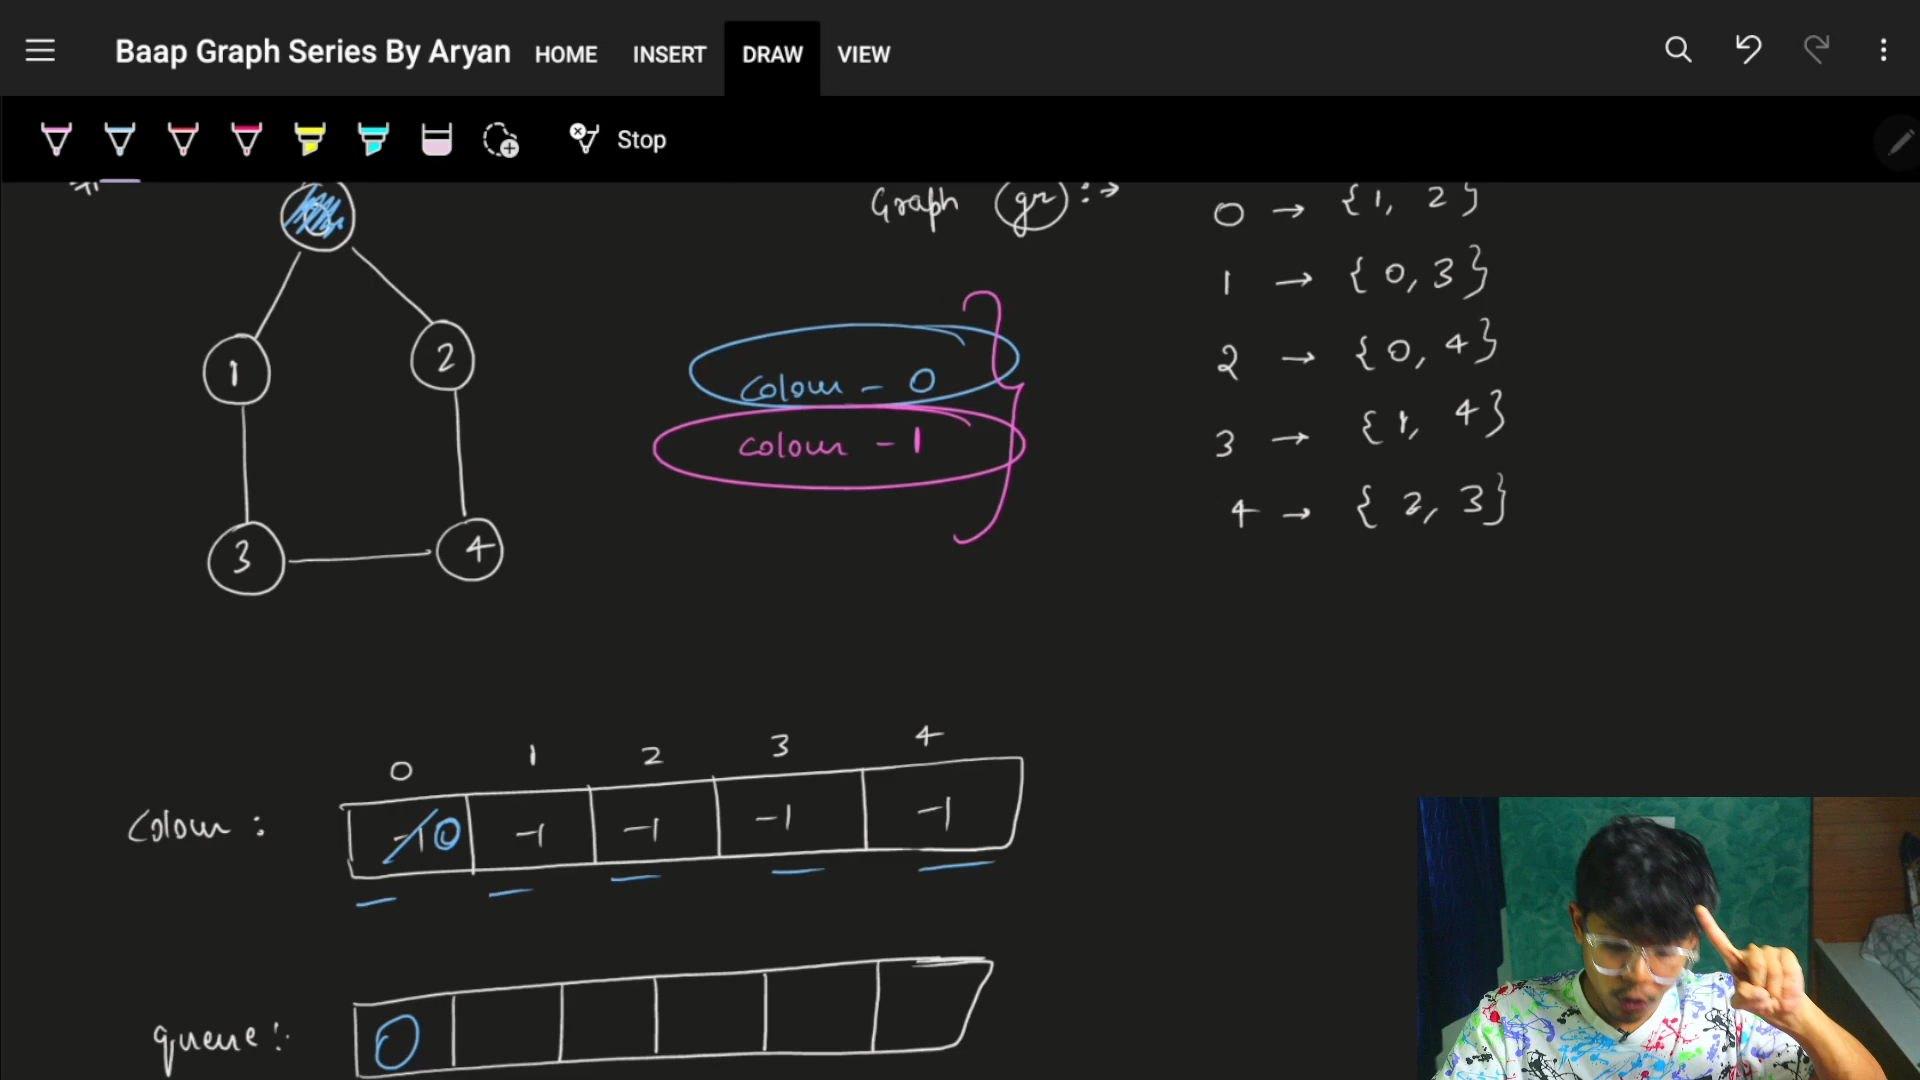 Baap Graph Series By Aryan HOME INSERT DRAW VIEW
Stop
Graph (gr) :→
0 → {1, 2}
1 → {0, 3}
2 → {0, 4}
3 → {1, 4}
4 → {2, 3}
0
1 2
3 4
Colour - 0
Colour - 1
0 1 2 3 4
Colour : -1 0 -1 -1 -1 -1
queue : 0